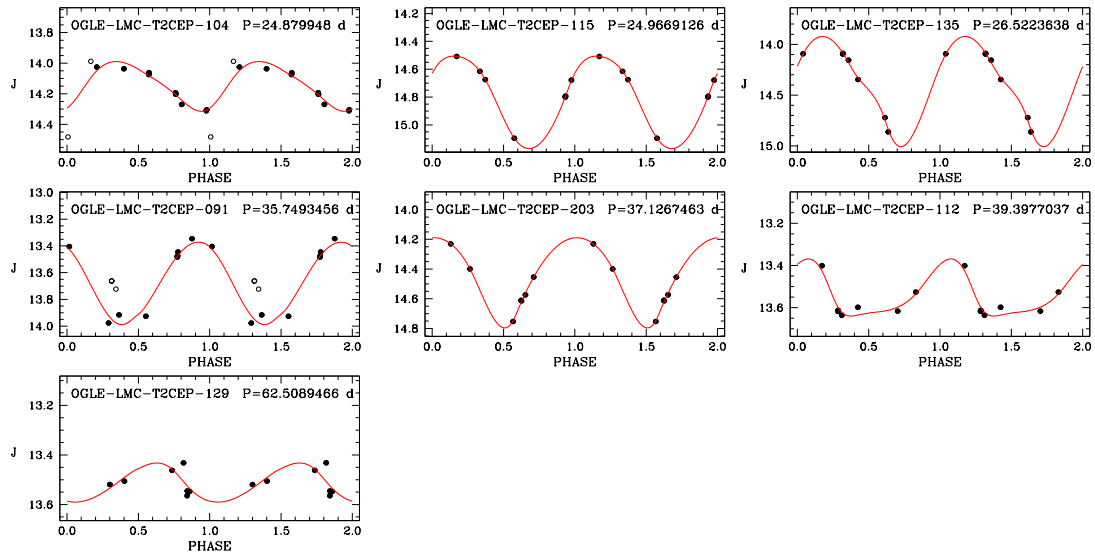 OGLE-LMC-T2CEP-104 P=24.879948 d
13.8
14.0
14.2
14.4
J
0.0 0.5 1.0 1.5 2.0
PHASE
OGLE-LMC-T2CEP-115 P=24.9669126 d
14.2
14.4
14.6
14.8
15.0
J
0.0 0.5 1.0 1.5 2.0
PHASE
OGLE-LMC-T2CEP-135 P=26.5223638 d
14.0
14.5
15.0
J
0.0 0.5 1.0 1.5 2.0
PHASE
OGLE-LMC-T2CEP-091 P=35.7493456 d
13.0
13.2
13.4
13.6
13.8
14.0
J
0.0 0.5 1.0 1.5 2.0
PHASE
OGLE-LMC-T2CEP-203 P=37.1267463 d
14.0
14.2
14.4
14.6
14.8
J
0.0 0.5 1.0 1.5 2.0
PHASE
OGLE-LMC-T2CEP-112 P=39.3977037 d
13.2
13.4
13.6
J
0.0 0.5 1.0 1.5 2.0
PHASE
OGLE-LMC-T2CEP-129 P=62.5089466 d
13.2
13.4
13.6
J
0.0 0.5 1.0 1.5 2.0
PHASE